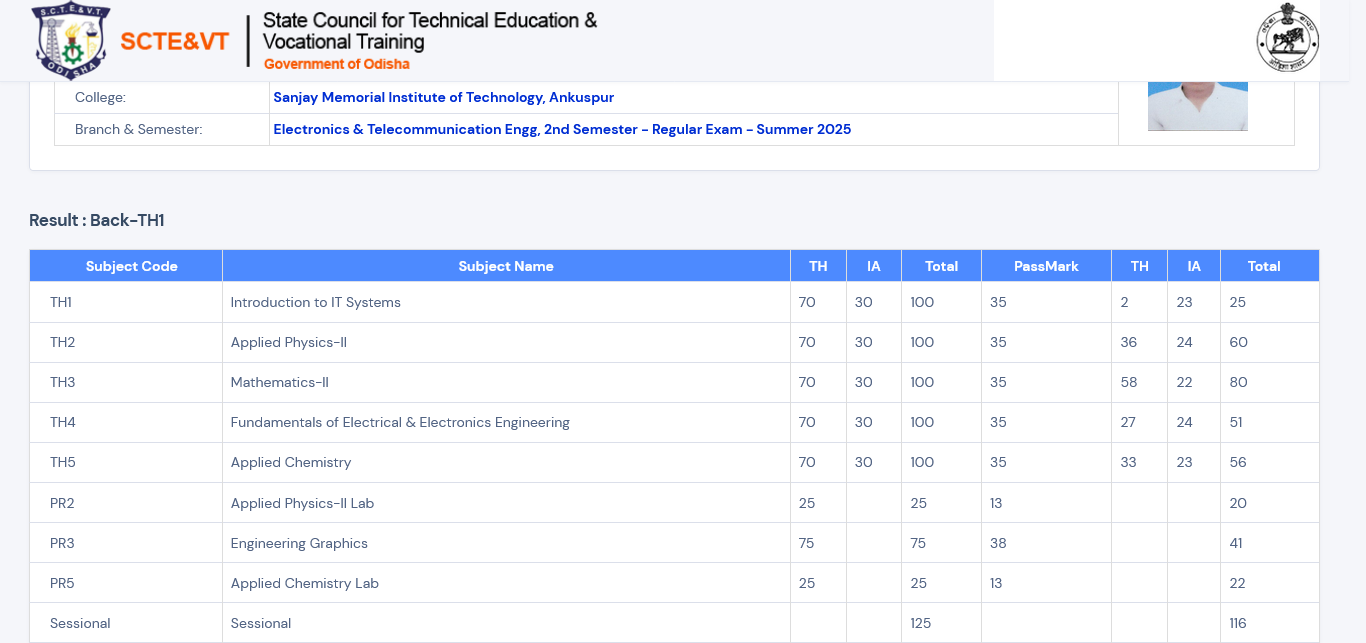 S.C.T.E.&V.T.
ODISHA
SCTE&VT
State Council for Technical Education &
Vocational Training
Government of Odisha
College: Sanjay Memorial Institute of Technology, Ankuspur
Branch & Semester: Electronics & Telecommunication Engg, 2nd Semester - Regular Exam - Summer 2025
Result : Back-TH1
Subject Code Subject Name TH IA Total PassMark TH IA Total
TH1 Introduction to IT Systems 70 30 100 35 2 23 25
TH2 Applied Physics-II 70 30 100 35 36 24 60
TH3 Mathematics-II 70 30 100 35 58 22 80
TH4 Fundamentals of Electrical & Electronics Engineering 70 30 100 35 27 24 51
TH5 Applied Chemistry 70 30 100 35 33 23 56
PR2 Applied Physics-II Lab 25 25 13 20
PR3 Engineering Graphics 75 75 38 41
PR5 Applied Chemistry Lab 25 25 13 22
Sessional Sessional 125 116